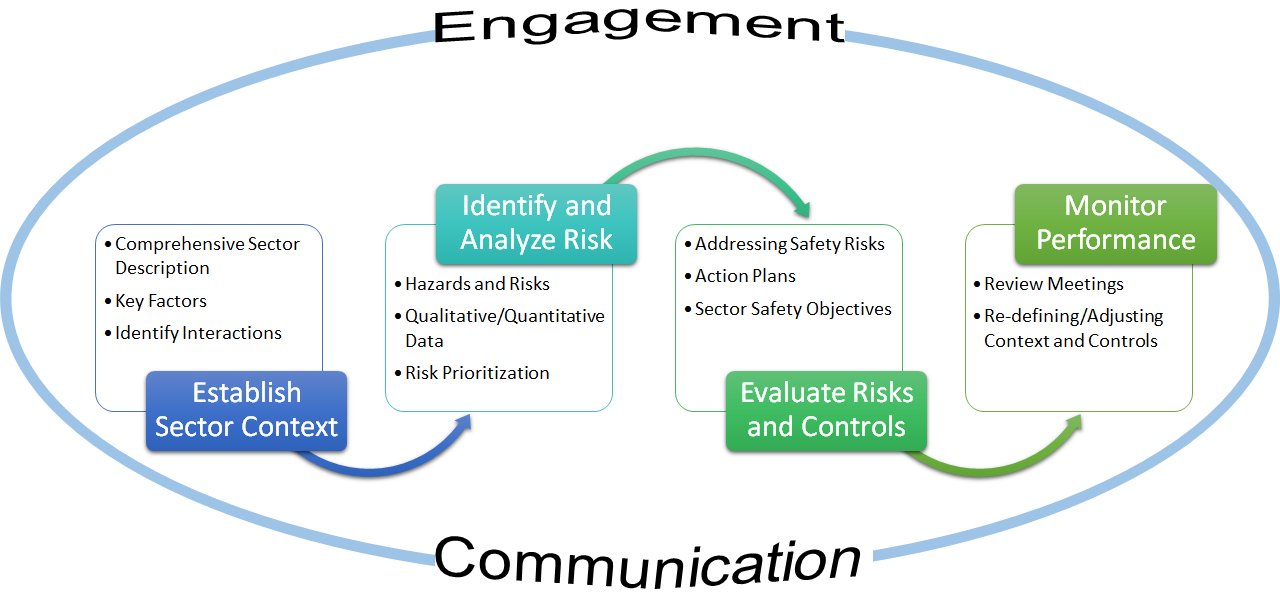 Engagement
• Comprehensive Sector
Description
• Key Factors
• Identify Interactions
Establish
Sector Context
Identify and
Analyze Risk
• Hazards and Risks
• Qualitative/Quantitative
Data
• Risk Prioritization
• Addressing Safety Risks
• Action Plans
• Sector Safety Objectives
Evaluate Risks
and Controls
Monitor
Performance
• Review Meetings
• Re-defining/Adjusting
Context and Controls
Communication